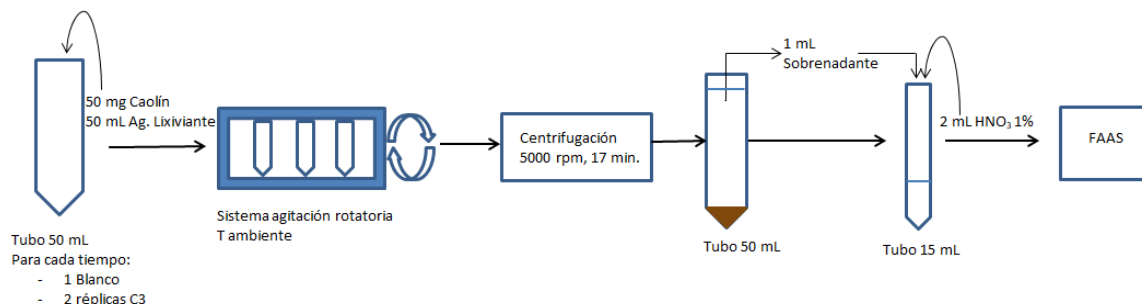 50 mg Caolín
50 mL Ag. Lixiviante
Tubo 50 mL
Para cada tiempo:
- 1 Blanco
- 2 réplicas C3
Sistema agitación rotatoria
T ambiente
Centrifugación
5000 rpm, 17 min.
1 mL
Sobrenadante
Tubo 50 mL
2 mL HNO₃ 1%
Tubo 15 mL
FAAS